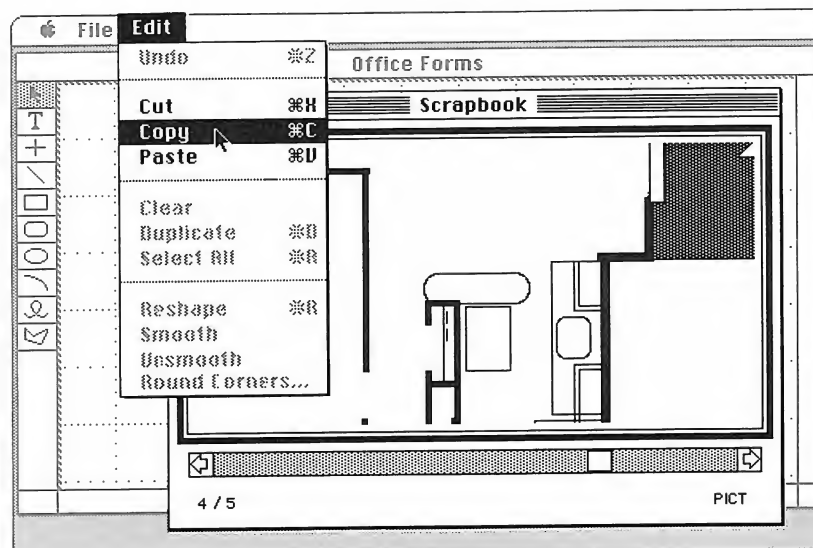 File Edit
Office Forms
Undo ⌘Z
Scrapbook
Cut ⌘X
Copy ⌘C
Paste ⌘V
Clear
Duplicate ⌘D
Select All ⌘A
Reshape ⌘R
Smooth
Unsmooth
Round Corners...
T
4 / 5
PICT